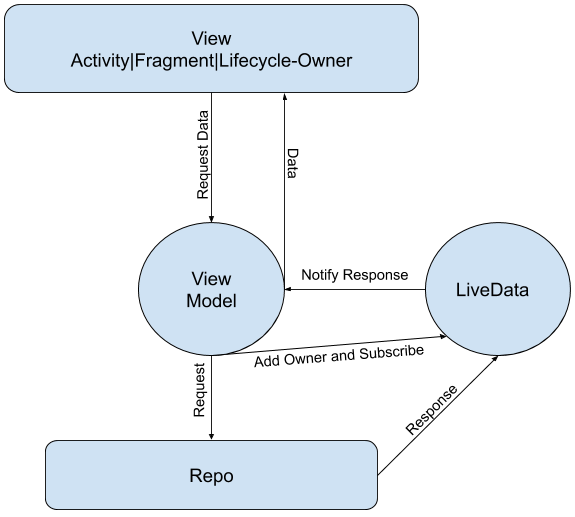 View
Activity|Fragment|Lifecycle-Owner
Request Data
Data
View
Model
Notify Response
LiveData
Add Owner and Subscribe
Request
Response
Repo